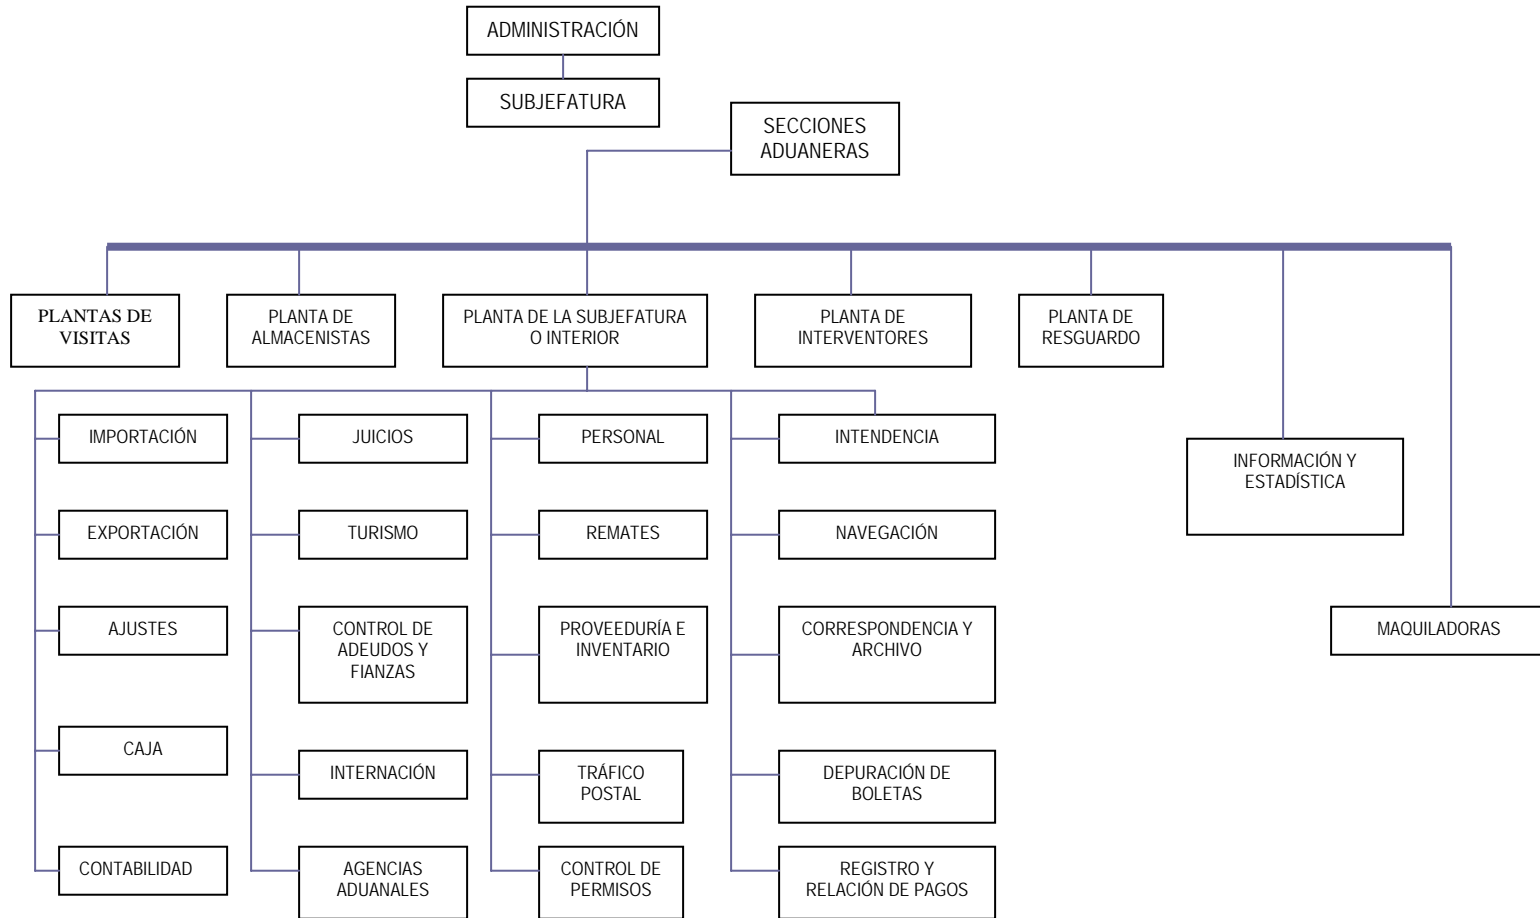 ADMINISTRACIÓN
SUBJEFATURA
SECCIONES
ADUANERAS
PLANTAS DE
VISITAS
PLANTA DE
ALMACENISTAS
PLANTA DE LA SUBJEFATURA
O INTERIOR
PLANTA DE
INTERVENTORES
PLANTA DE
RESGUARDO
IMPORTACIÓN
JUICIOS
PERSONAL
INTENDENCIA
INFORMACIÓN Y
ESTADÍSTICA
EXPORTACIÓN
TURISMO
REMATES
NAVEGACIÓN
AJUSTES
CONTROL DE
ADEUDOS Y
FIANZAS
PROVEEDURÍA E
INVENTARIO
CORRESPONDENCIA Y
ARCHIVO
MAQUILADORAS
CAJA
INTERNACIÓN
TRÁFICO
POSTAL
DEPURACIÓN DE
BOLETAS
CONTABILIDAD
AGENCIAS
ADUANALES
CONTROL DE
PERMISOS
REGISTRO Y
RELACIÓN DE PAGOS